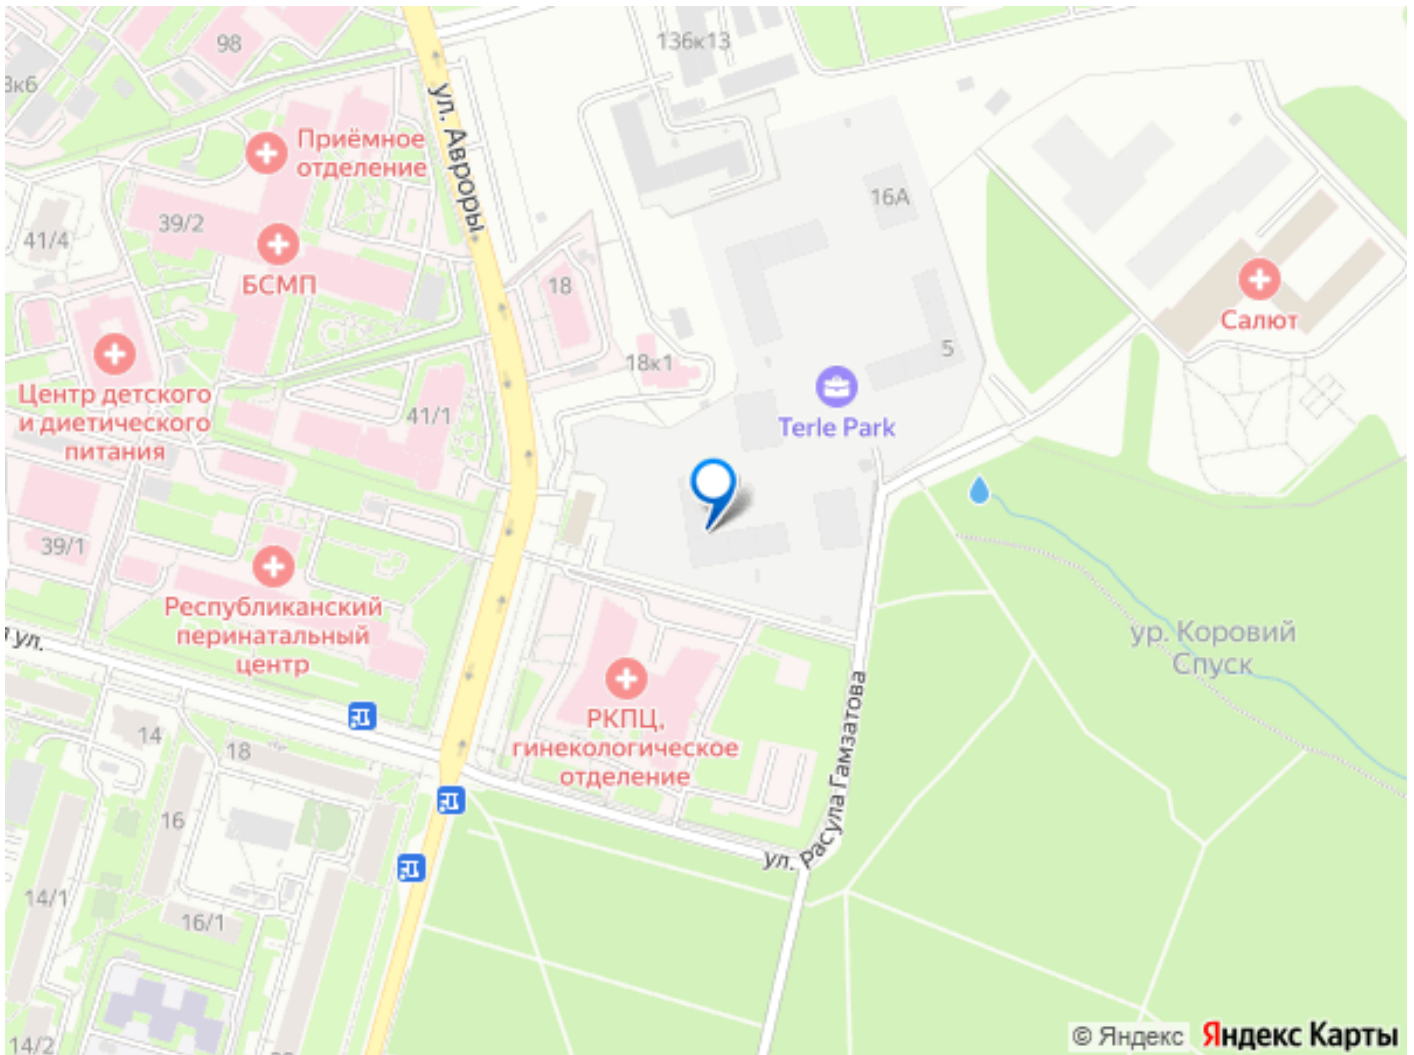 98
136к13
3к6
ул. Авроры
Приёмное
отделение
16А
39/2
41/4
БСМП
18
Салют
5
18к1
Центр детского
и диетического
питания
41/1
Terle Park
39/1
Республиканский
перинатальный
центр
ул.
ур. Коровий
Спуск
РКПЦ,
гинекологическое
отделение
14
18
16
ул. Расула Гамзатова
14/1
16/1
14/2
© Яндекс Яндекс Карты